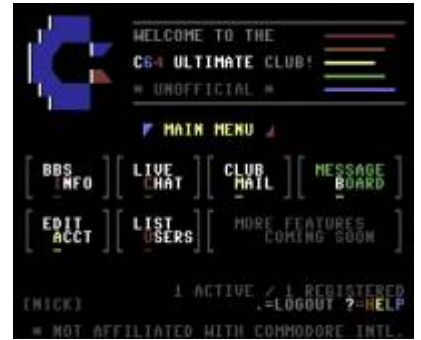 WELCOME TO THE
C64 ULTIMATE CLUB!
* UNOFFICIAL *
MAIN MENU
BBS INFO
LIVE CHAT
CLUB MAIL
MESSAGE BOARD
EDIT ACCT
LIST USERS
MORE FEATURES COMING SOON
1 ACTIVE / 1 REGISTERED
[NICK] .=LOGOUT ?=HELP
* NOT AFFILIATED WITH COMMODORE INTL.